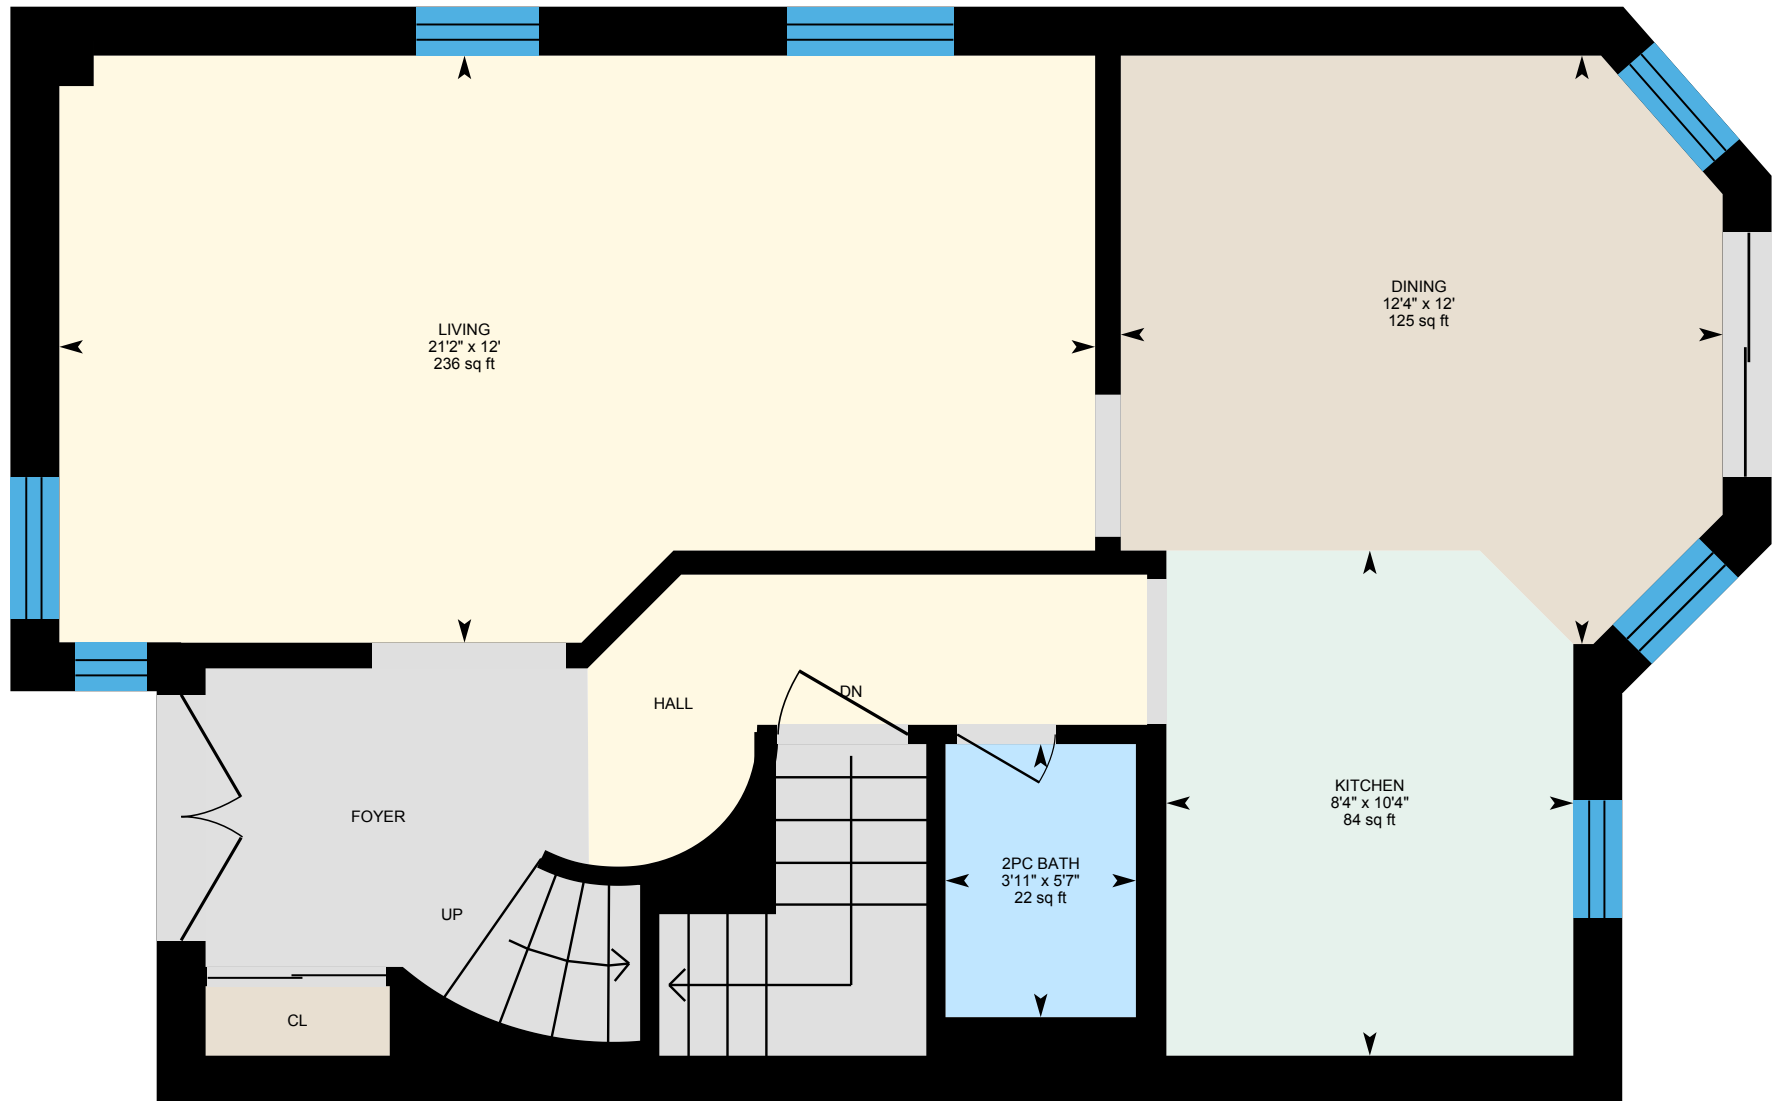 LIVING
21'2" x 12'
236 sq ft
DINING
12'4" x 12'
125 sq ft
HALL
DN
FOYER
KITCHEN
8'4" x 10'4"
84 sq ft
2PC BATH
3'11" x 5'7"
22 sq ft
UP
CL